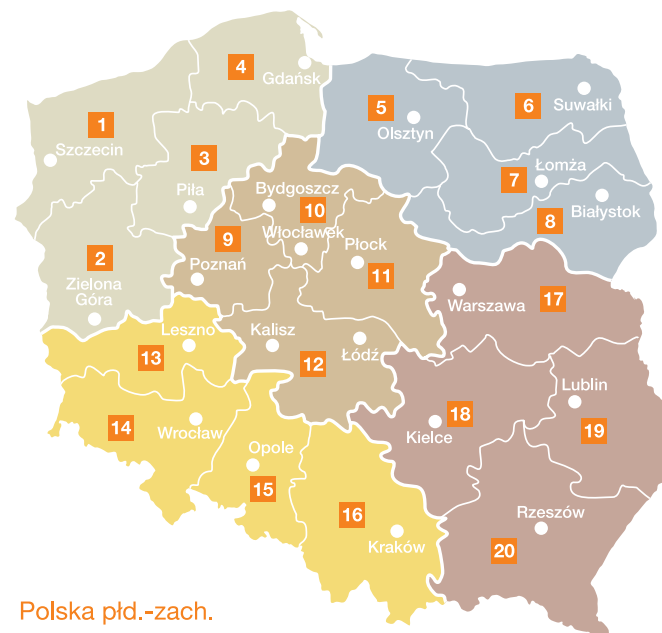 4
Gdańsk
5
6
Suwałki
1
Olsztyn
Szczecin
3
7
Łomża
Piła
Bydgoszcz
Białystok
10
8
9
Włocławek
Płock
2
Poznań
11
Zielona
Góra
Warszawa
17
Leszno
Kalisz
13
Łódź
12
Lublin
14
18
Wrocław
Kielce
19
Opole
15
16
Rzeszów
Kraków
20
Polska płd.-zach.